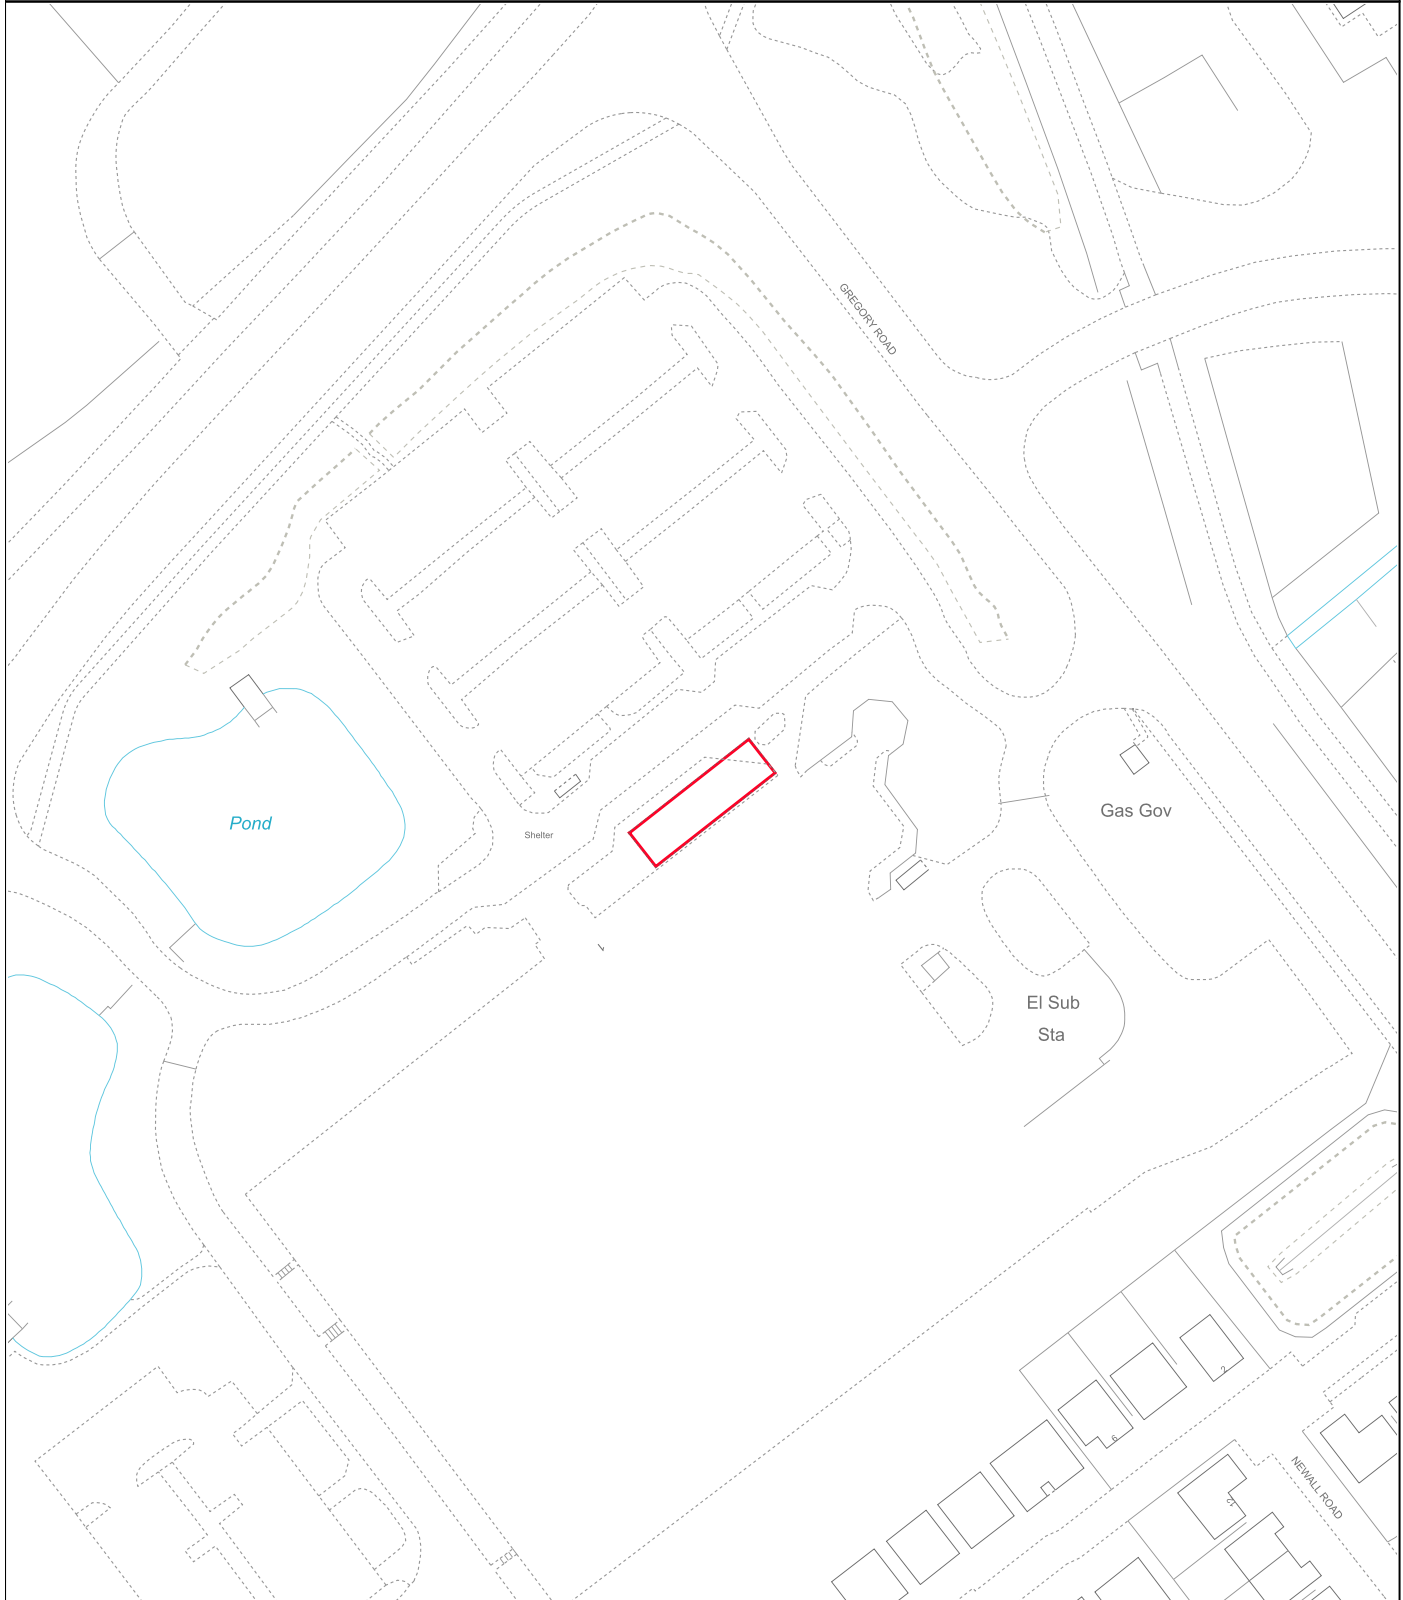 GREGORY ROAD
Pond
Gas Gov
Shelter
El Sub
Sta
2
6
12
NEWALL ROAD